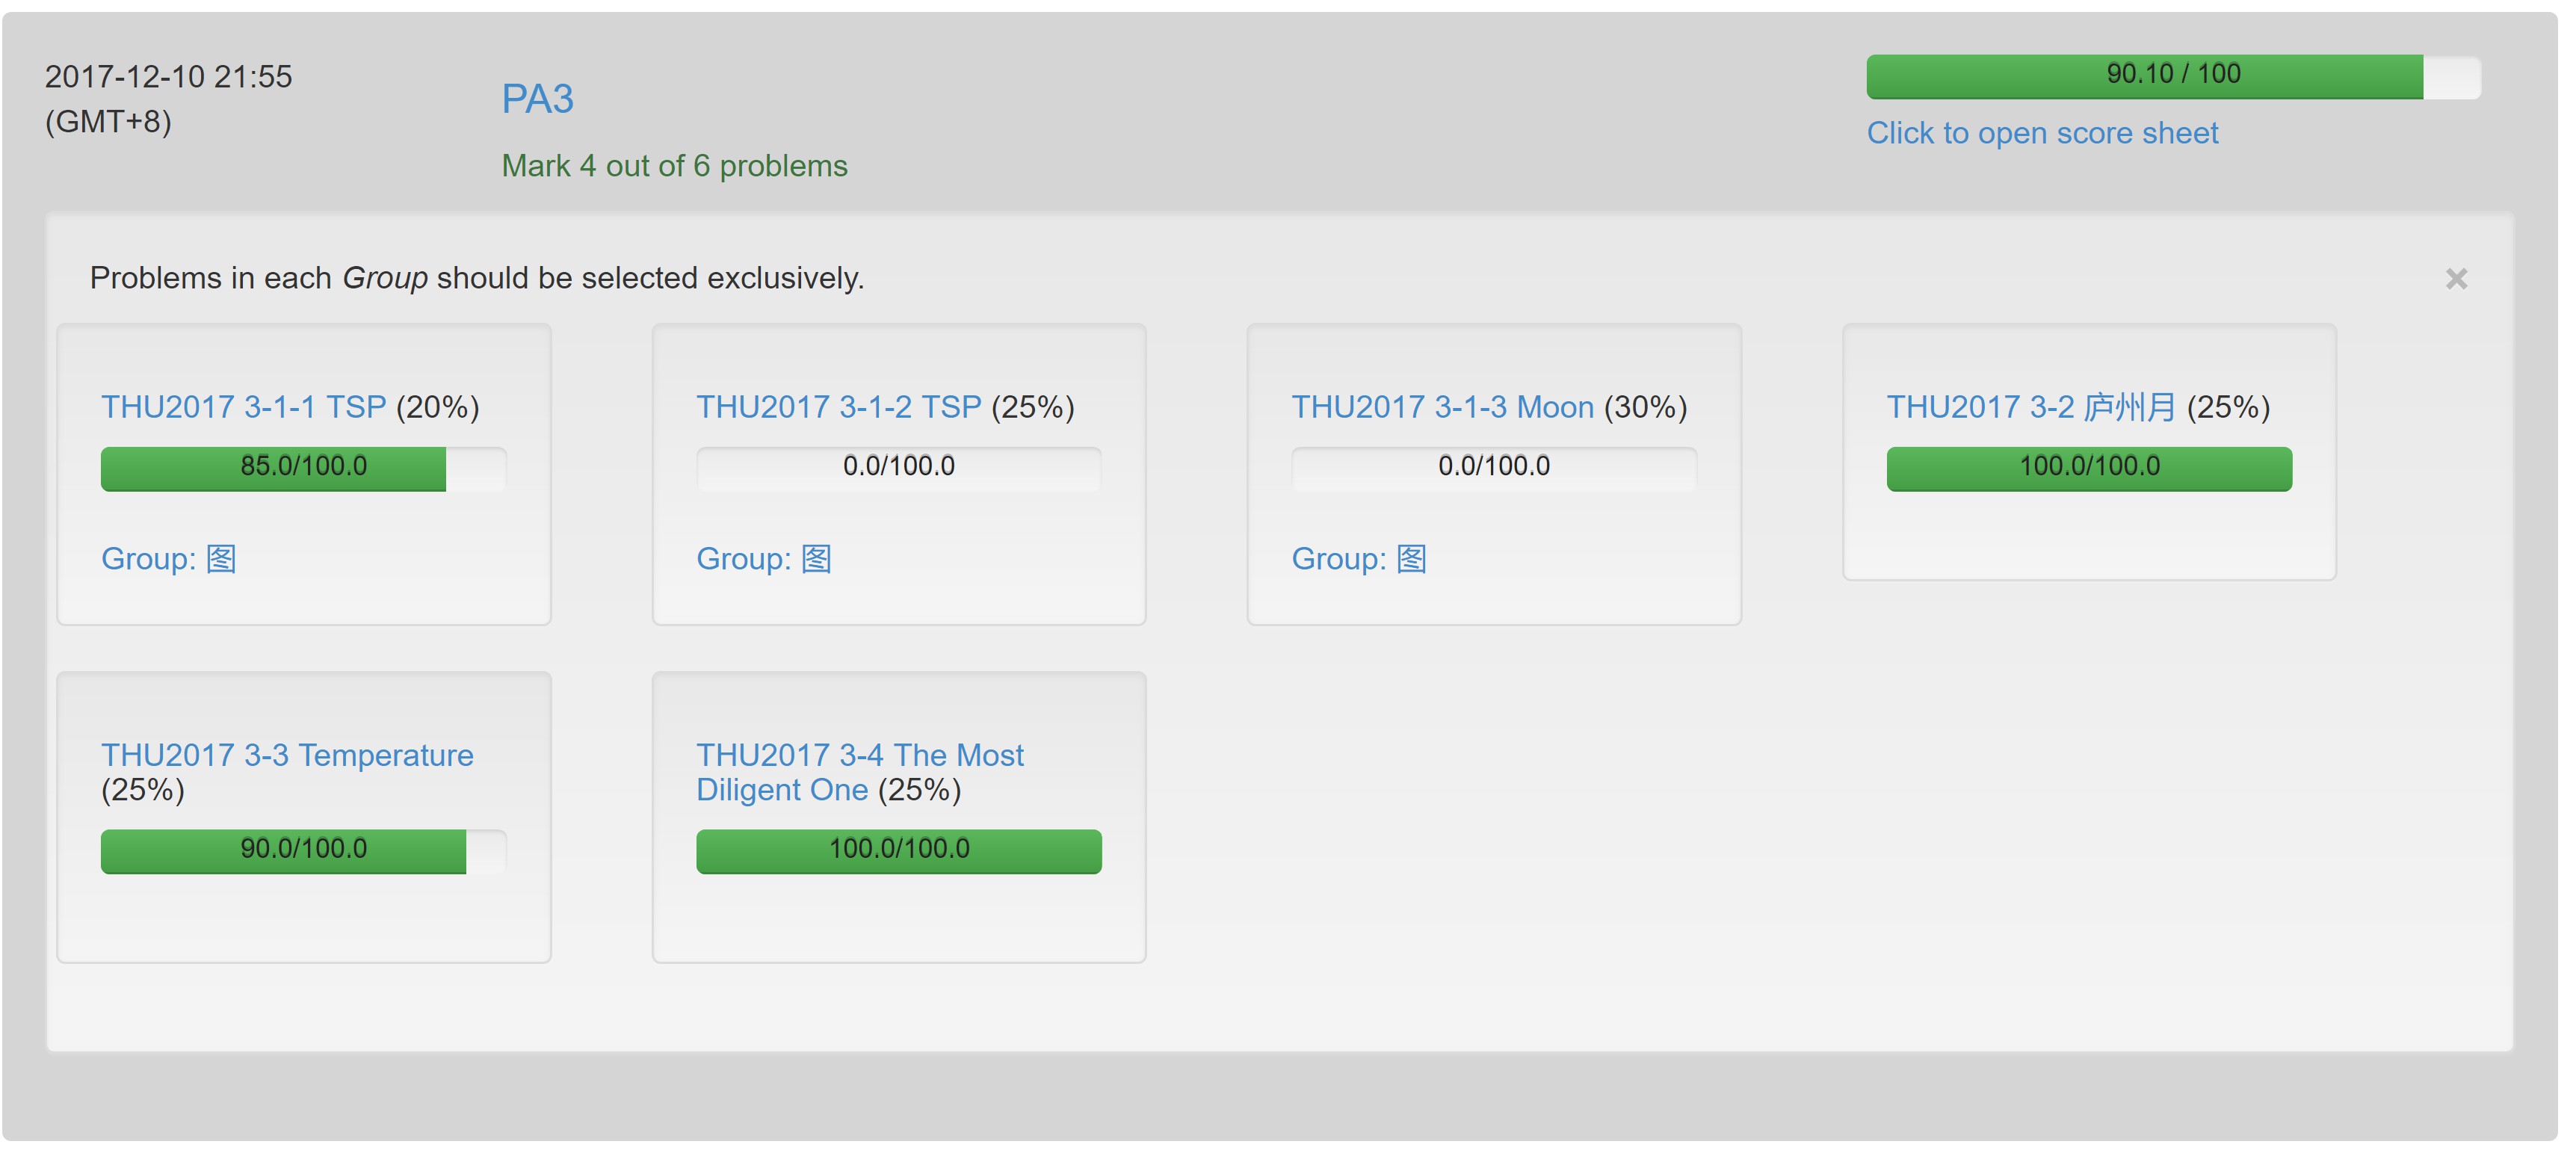 2017-12-10 21:55
(GMT+8)
PA3
Mark 4 out of 6 problems
90.10 / 100
Click to open score sheet
Problems in each Group should be selected exclusively.
THU2017 3-1-1 TSP (20%)
85.0/100.0
Group: 图
THU2017 3-1-2 TSP (25%)
0.0/100.0
Group: 图
THU2017 3-1-3 Moon (30%)
0.0/100.0
Group: 图
THU2017 3-2 庐州月 (25%)
100.0/100.0
THU2017 3-3 Temperature
(25%)
90.0/100.0
THU2017 3-4 The Most
Diligent One (25%)
100.0/100.0